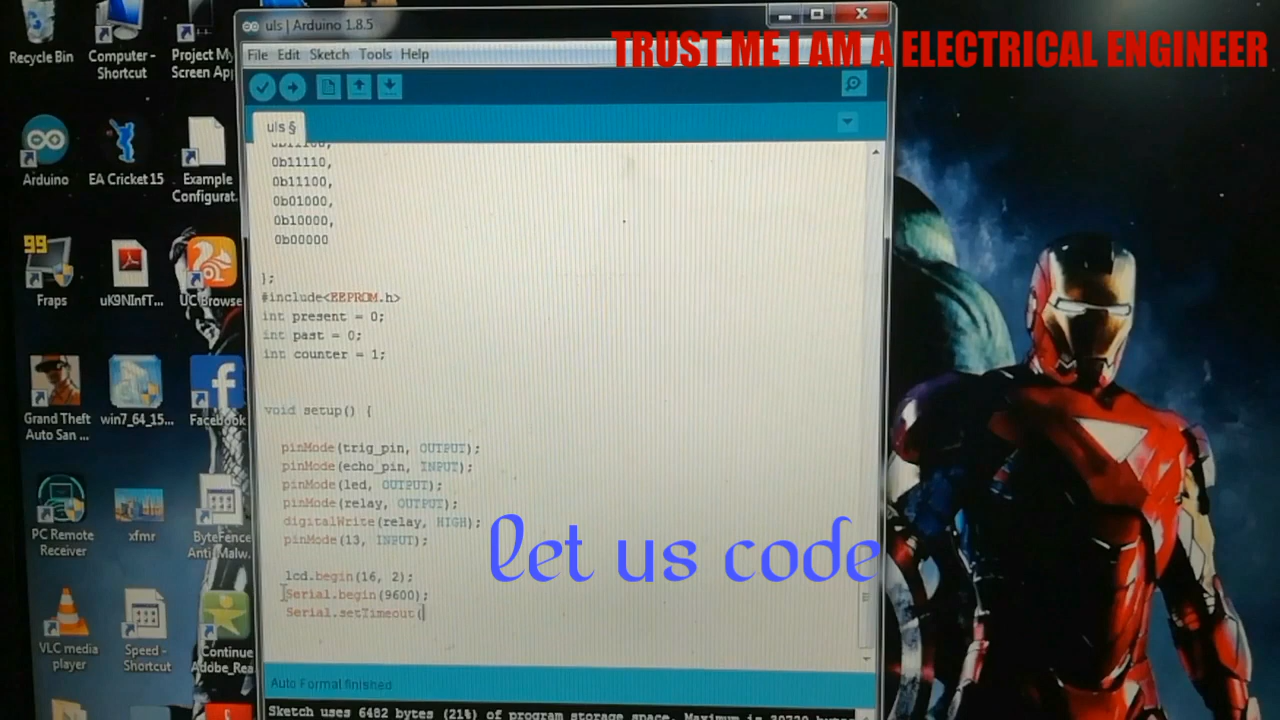 uls | Arduino 1.8.5
TRUST ME I AM A ELECTRICAL ENGINEER
File Edit Sketch Tools Help
uls §
0b11110,
0b11100,
0b01000,
0b10000,
0b00000
};
#include<EEPROM.h>
int present = 0;
int past = 0;
int counter = 1;
void setup() {
pinMode(trig_pin, OUTPUT);
pinMode(echo_pin, INPUT);
pinMode(led, OUTPUT);
pinMode(relay, OUTPUT);
digitalWrite(relay, HIGH);
pinMode(13, INPUT);
lcd.begin(16, 2);
Serial.begin(9600);
Serial.setTimeout(
let us code
Auto Format finished
Sketch uses 6482 bytes (21%) of program storage space. Maximum is 30720 bytes
Recycle Bin
Computer -
Shortcut
Project My
Screen App
Arduino
EA Cricket 15
Example
Configurat...
99
Fraps
uK9NInfT...
UC Browse
Grand Theft
Auto San ...
win7_64_15...
Facebook
PC Remote
Receiver
xfmr
ByteFence
Anti-Malw...
VLC media
player
Speed -
Shortcut
Continue
Adobe_Rea